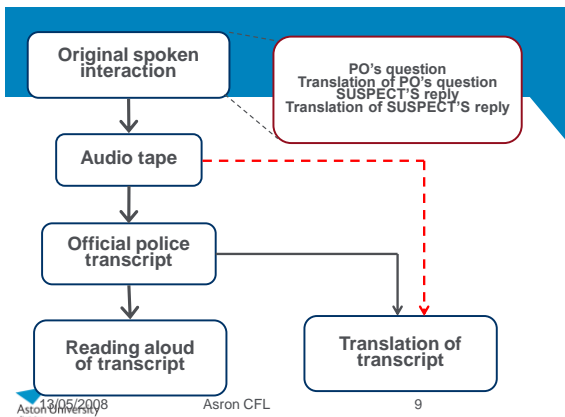 Original spoken
interaction
PO's question
Translation of PO's question
SUSPECT'S reply
Translation of SUSPECT'S reply
Audio tape
Official police
transcript
Reading aloud
of transcript
Translation of
transcript
13/05/2008
Asron CFL
9
Aston University